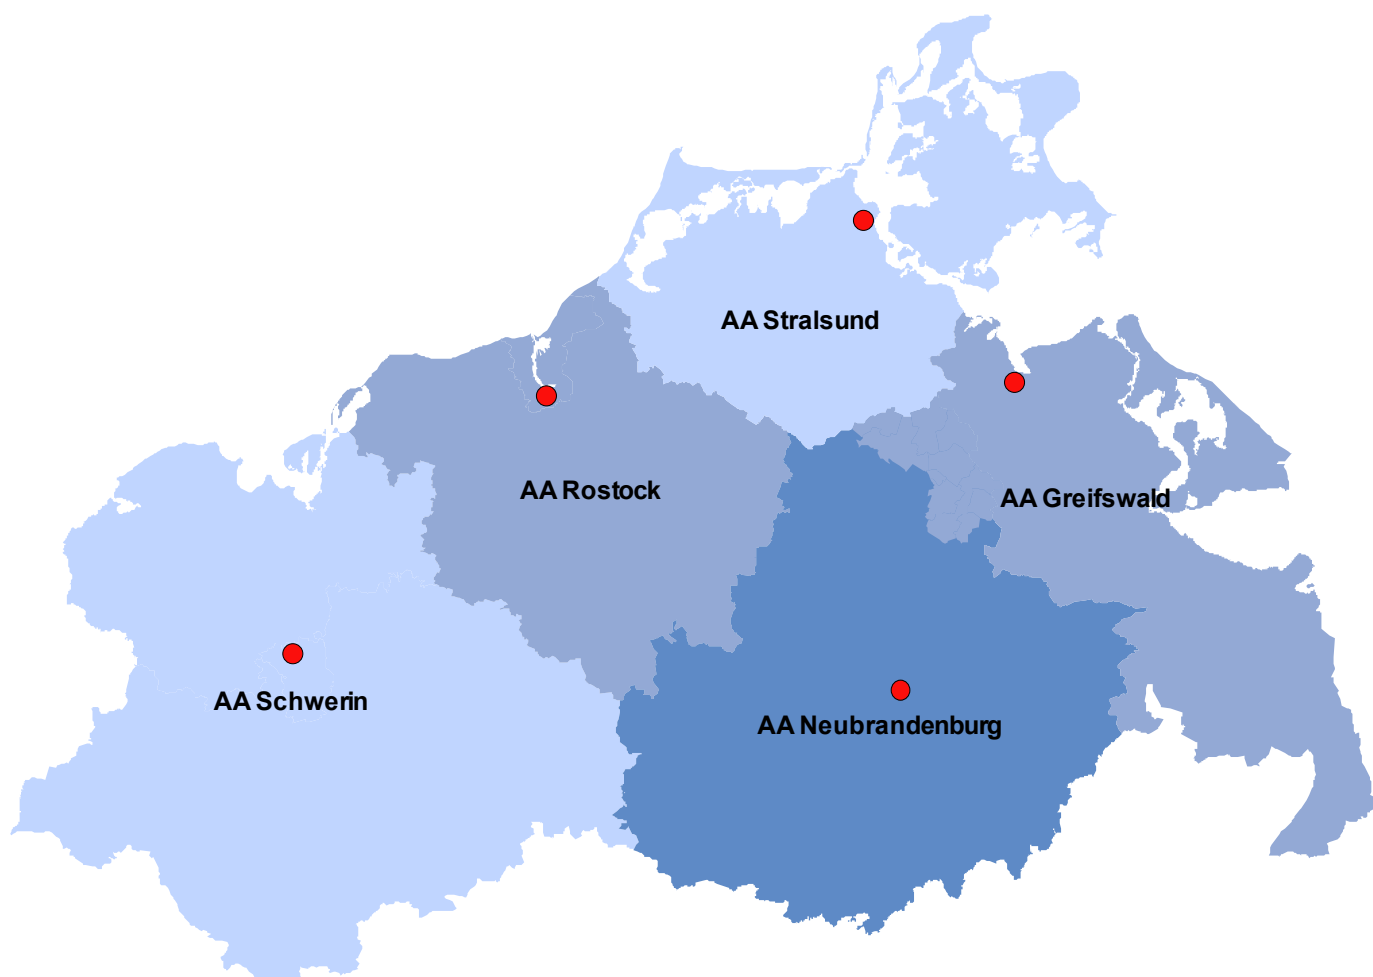 AA Stralsund
AA Rostock
AA Greifswald
AA Schwerin
AA Neubrandenburg